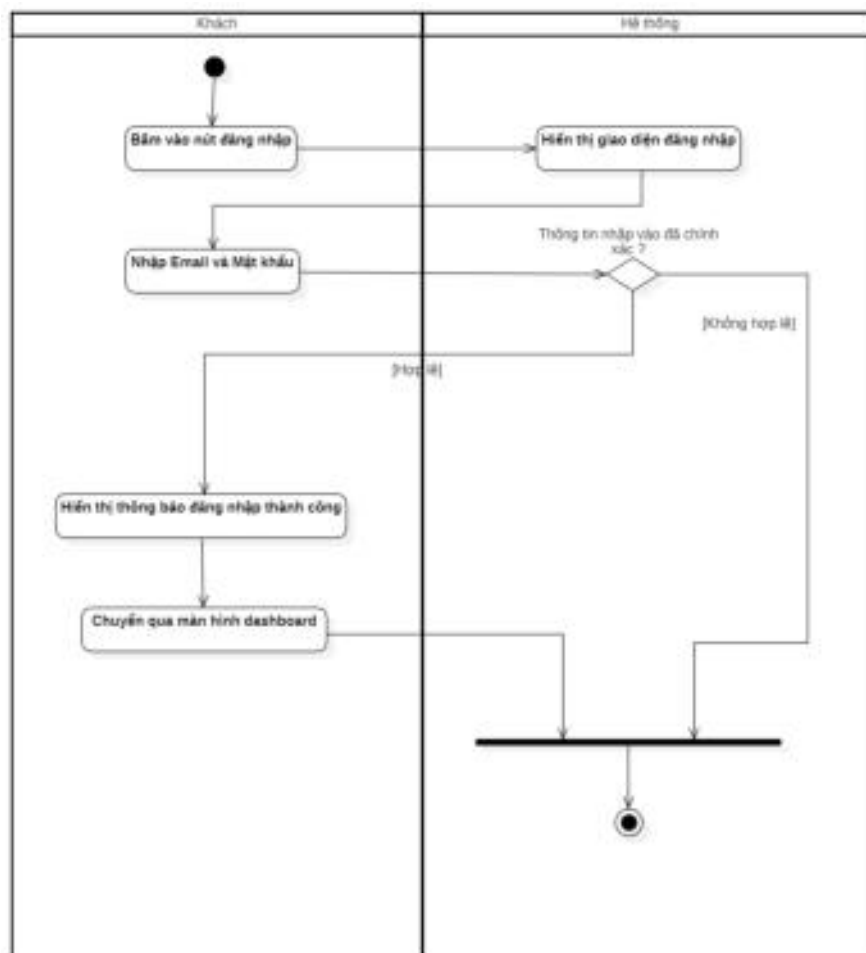 Khách
Hệ thống
Bấm vào nút đăng nhập
Hiển thị giao diện đăng nhập
Thông tin nhập vào đã chính
xác ?
Nhập Email và Mật khẩu
[Không hợp lệ]
[Hợp lệ]
Hiển thị thông báo đăng nhập thành công
Chuyển qua màn hình dashboard